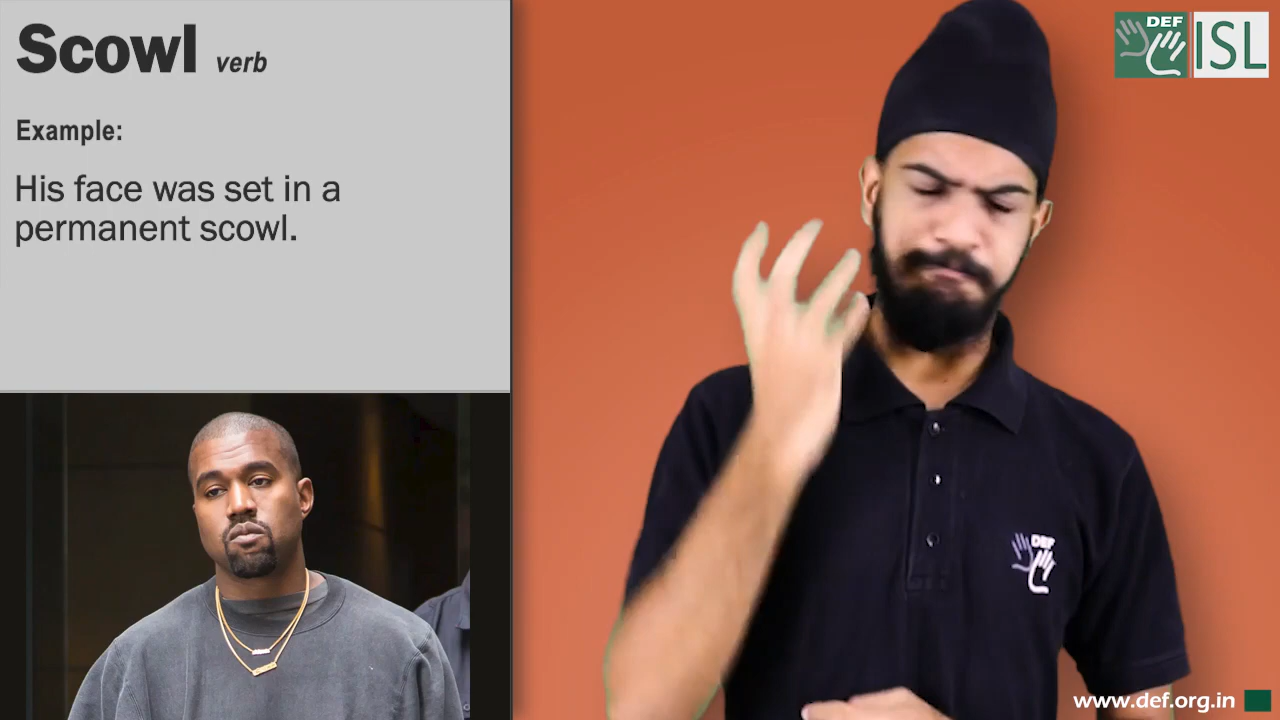 Scowl verb
Example:
His face was set in a
permanent scowl.
DEF
ISL
DEF
www.def.org.in